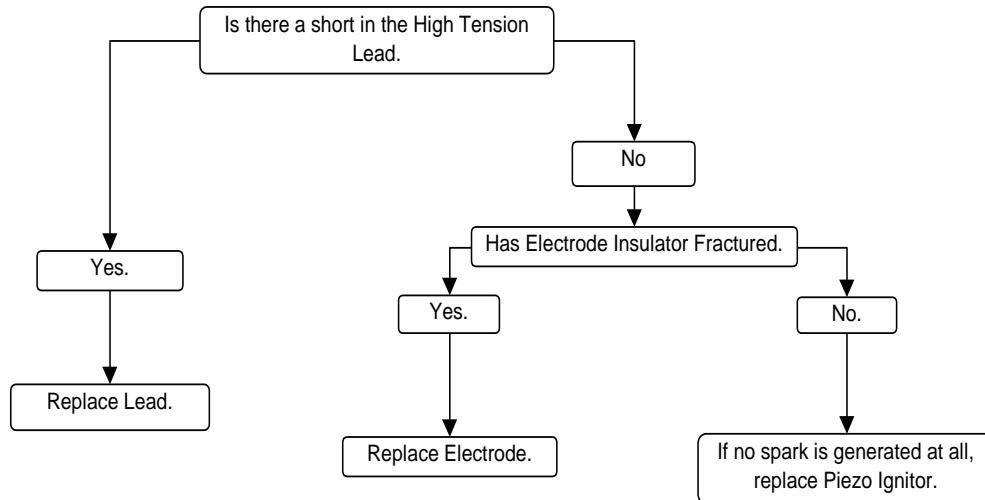 Is there a short in the High Tension
Lead.
No
Has Electrode Insulator Fractured.
Yes.
Yes.
No.
Replace Lead.
Replace Electrode.
If no spark is generated at all,
replace Piezo Ignitor.